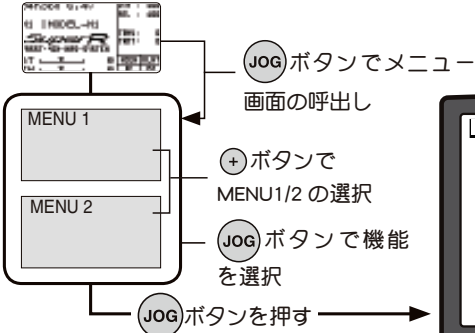 JOGボタンでメニュー
画面の呼出し
MENU 1
+ボタンで
MENU1/2 の選択
MENU 2
JOGボタンで機能
を選択
JOGボタンを押す